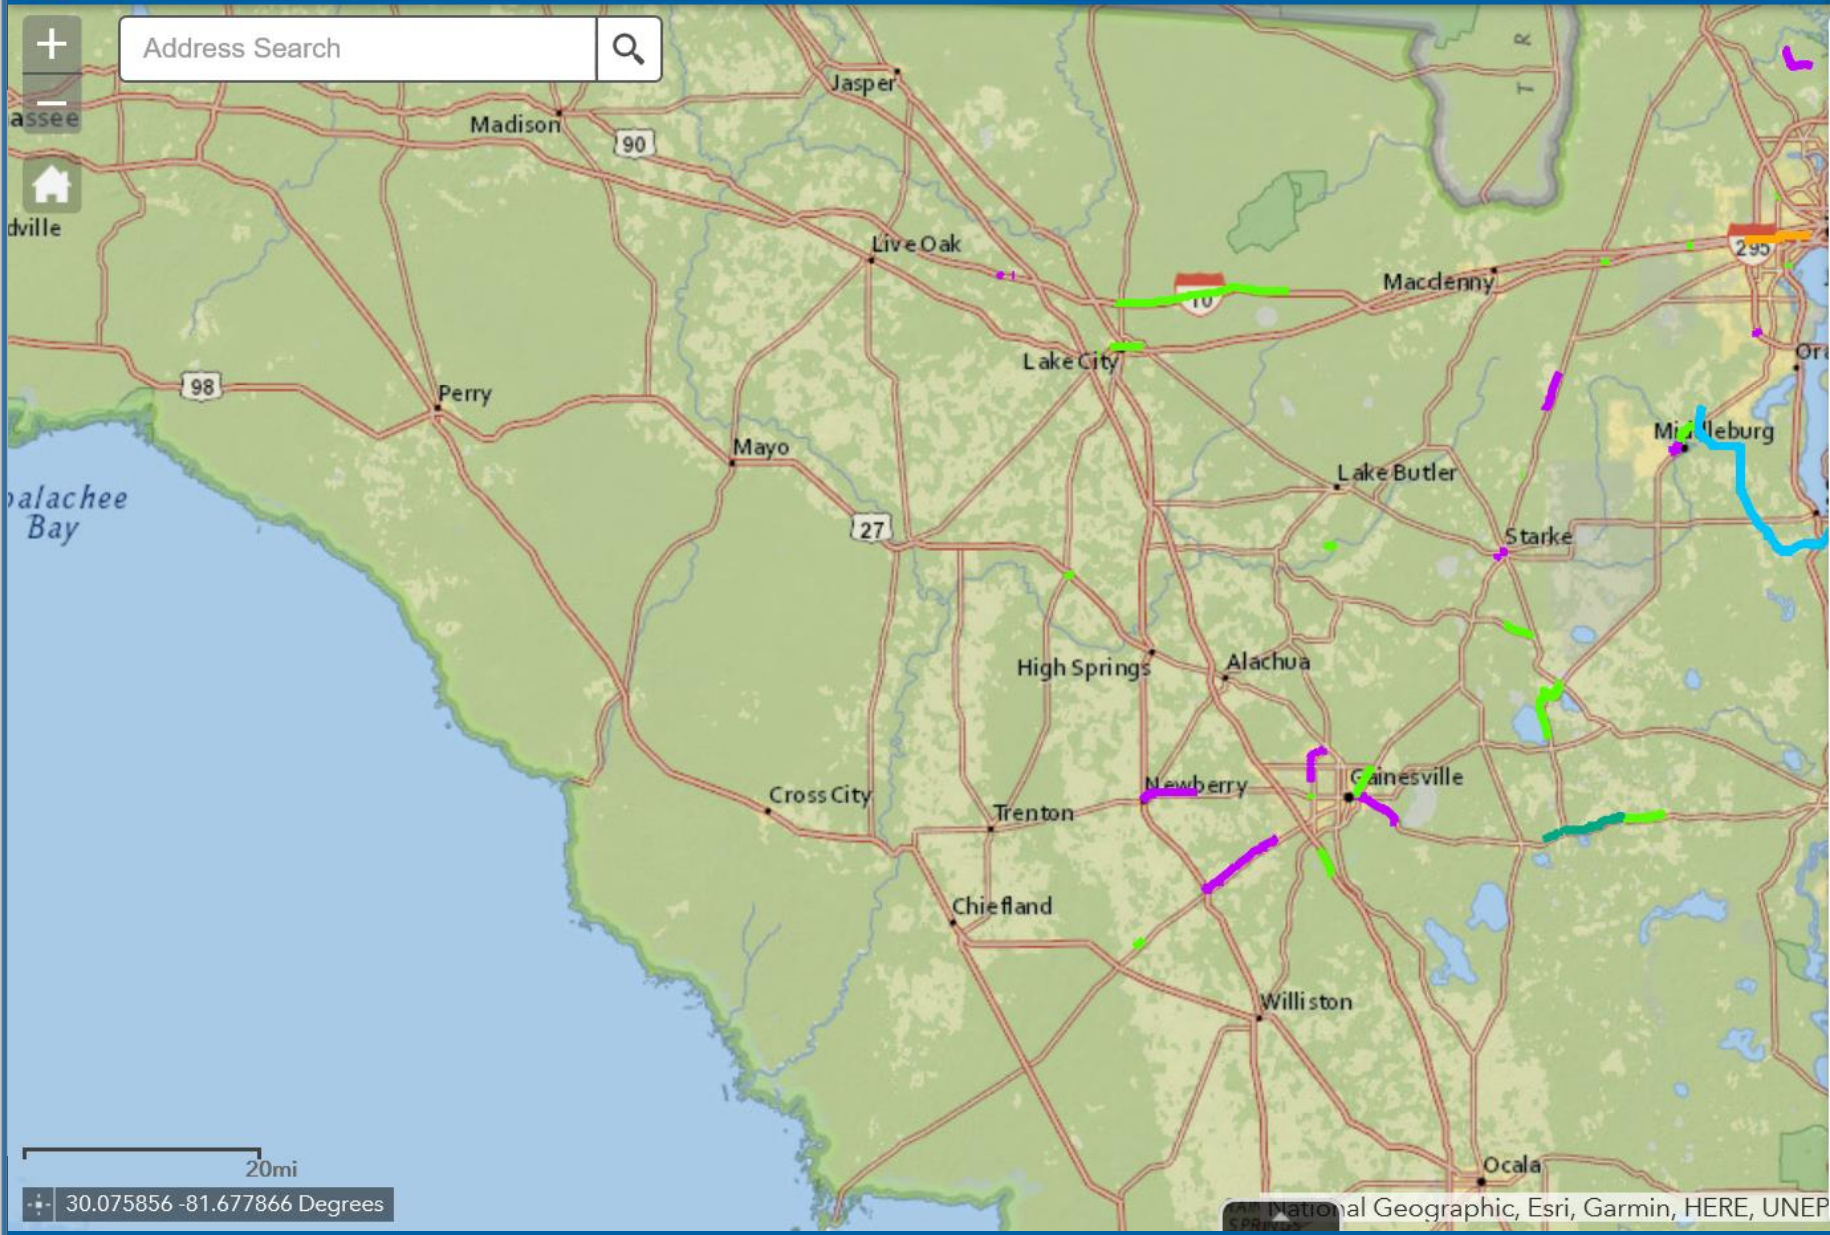 +
Address Search
−
assee
Jasper
Madison
90
T R
dville
Live Oak
295
Macclenny
10
Lake City
98
Perry
Mayo
Middleburg
Lake Butler
palachee
Bay
27
Starke
High Springs
Alachua
Newberry
Gainesville
Cross City
Trenton
Chiefland
Williston
20mi
Ocala
30.075856 -81.677866 Degrees
SPRINGS
National Geographic, Esri, Garmin, HERE, UNEP